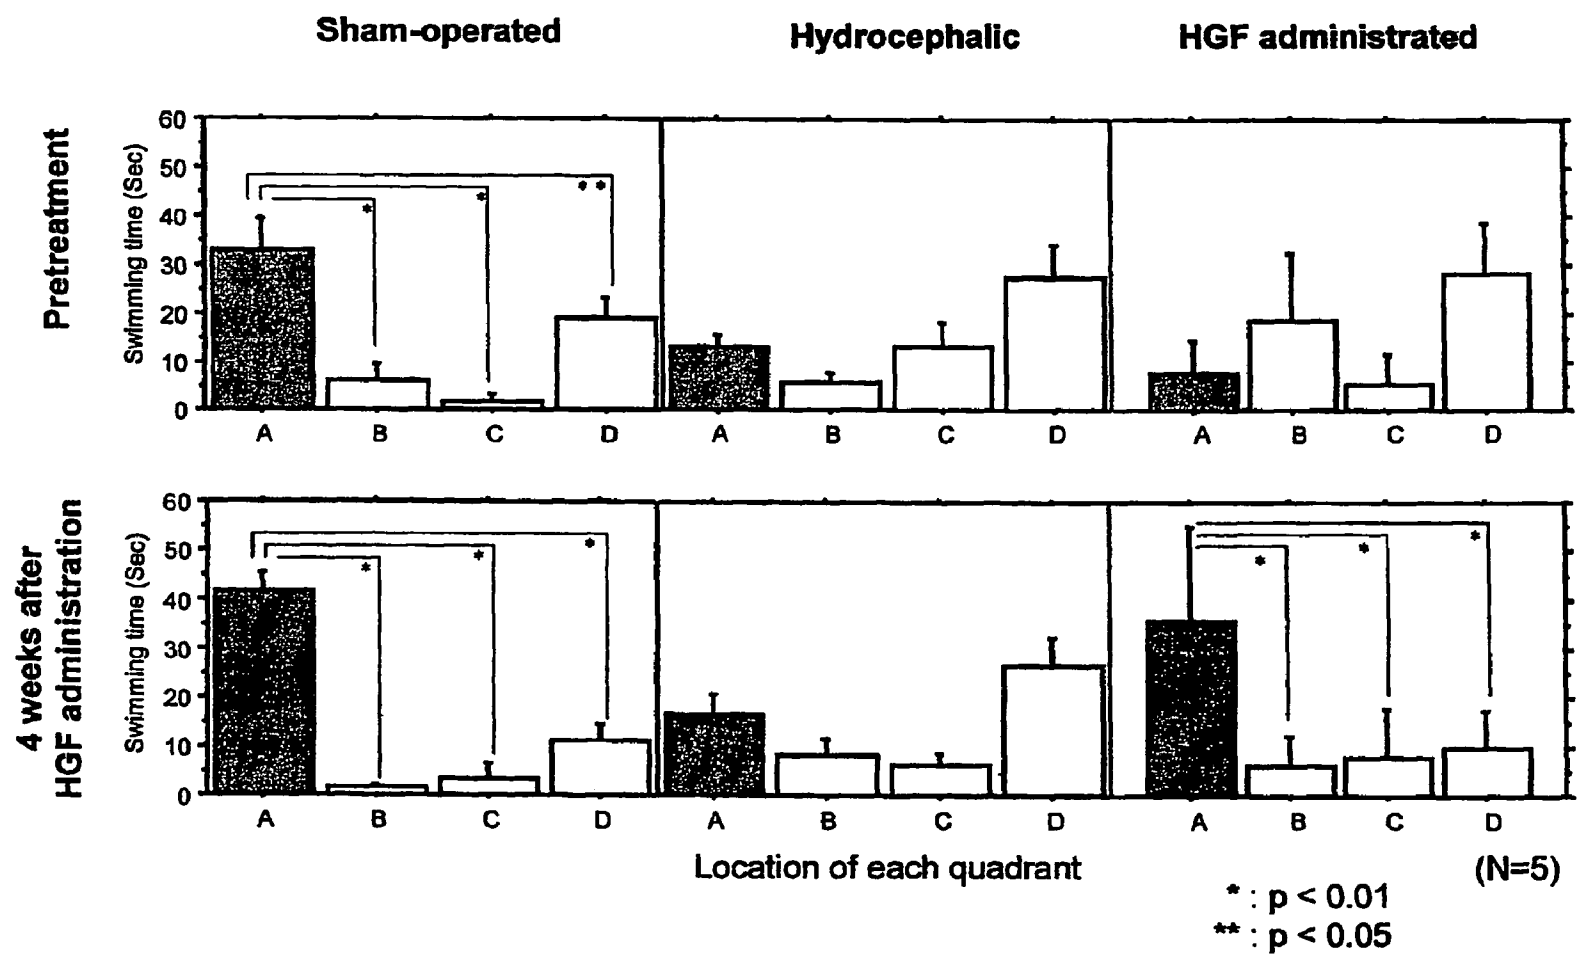 Sham-operated
Hydrocephalic
HGF administrated
Pretreatment
Swimming time (Sec)
60
50
40
30
20
10
0
* * **
A B C D A B C D A B C D
4 weeks after
HGF administration
Swimming time (Sec)
60
50
40
30
20
10
0
* * *
* * *
A B C D A B C D A B C D
Location of each quadrant
(N=5)
* : p < 0.01
** : p < 0.05